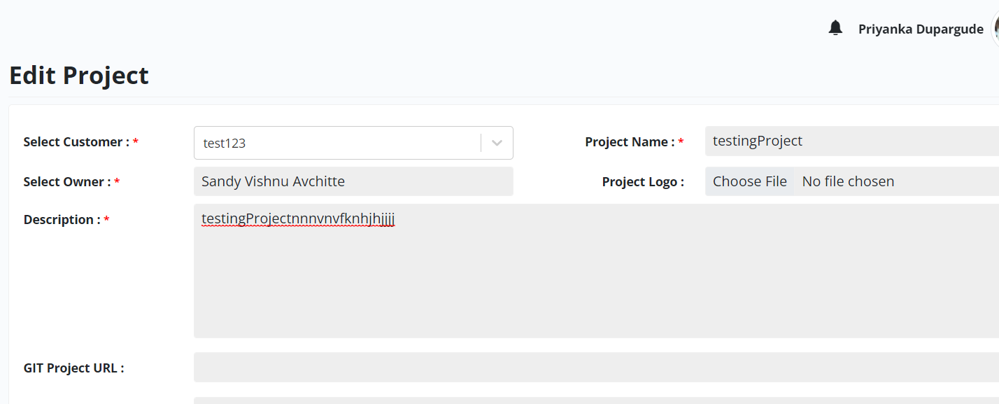 Priyanka Dupargude
Edit Project
Select Customer : * test123 Project Name : * testingProject
Select Owner : * Sandy Vishnu Avchitte Project Logo : Choose File No file chosen
Description : * testingProjectnnnvnvfknhjhjjjj
GIT Project URL :